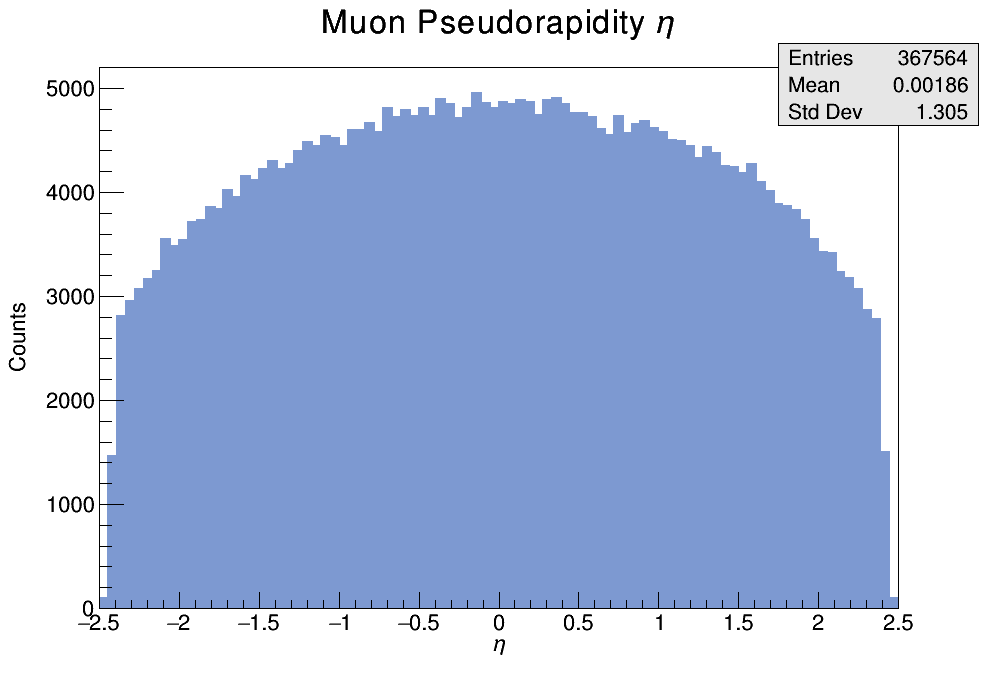 Muon Pseudorapidity η
Entries 367564
Mean 0.00186
Std Dev 1.305
5000
4000
3000
2000
1000
0
Counts
−2.5 −2 −1.5 −1 −0.5 0 0.5 1 1.5 2 2.5
η